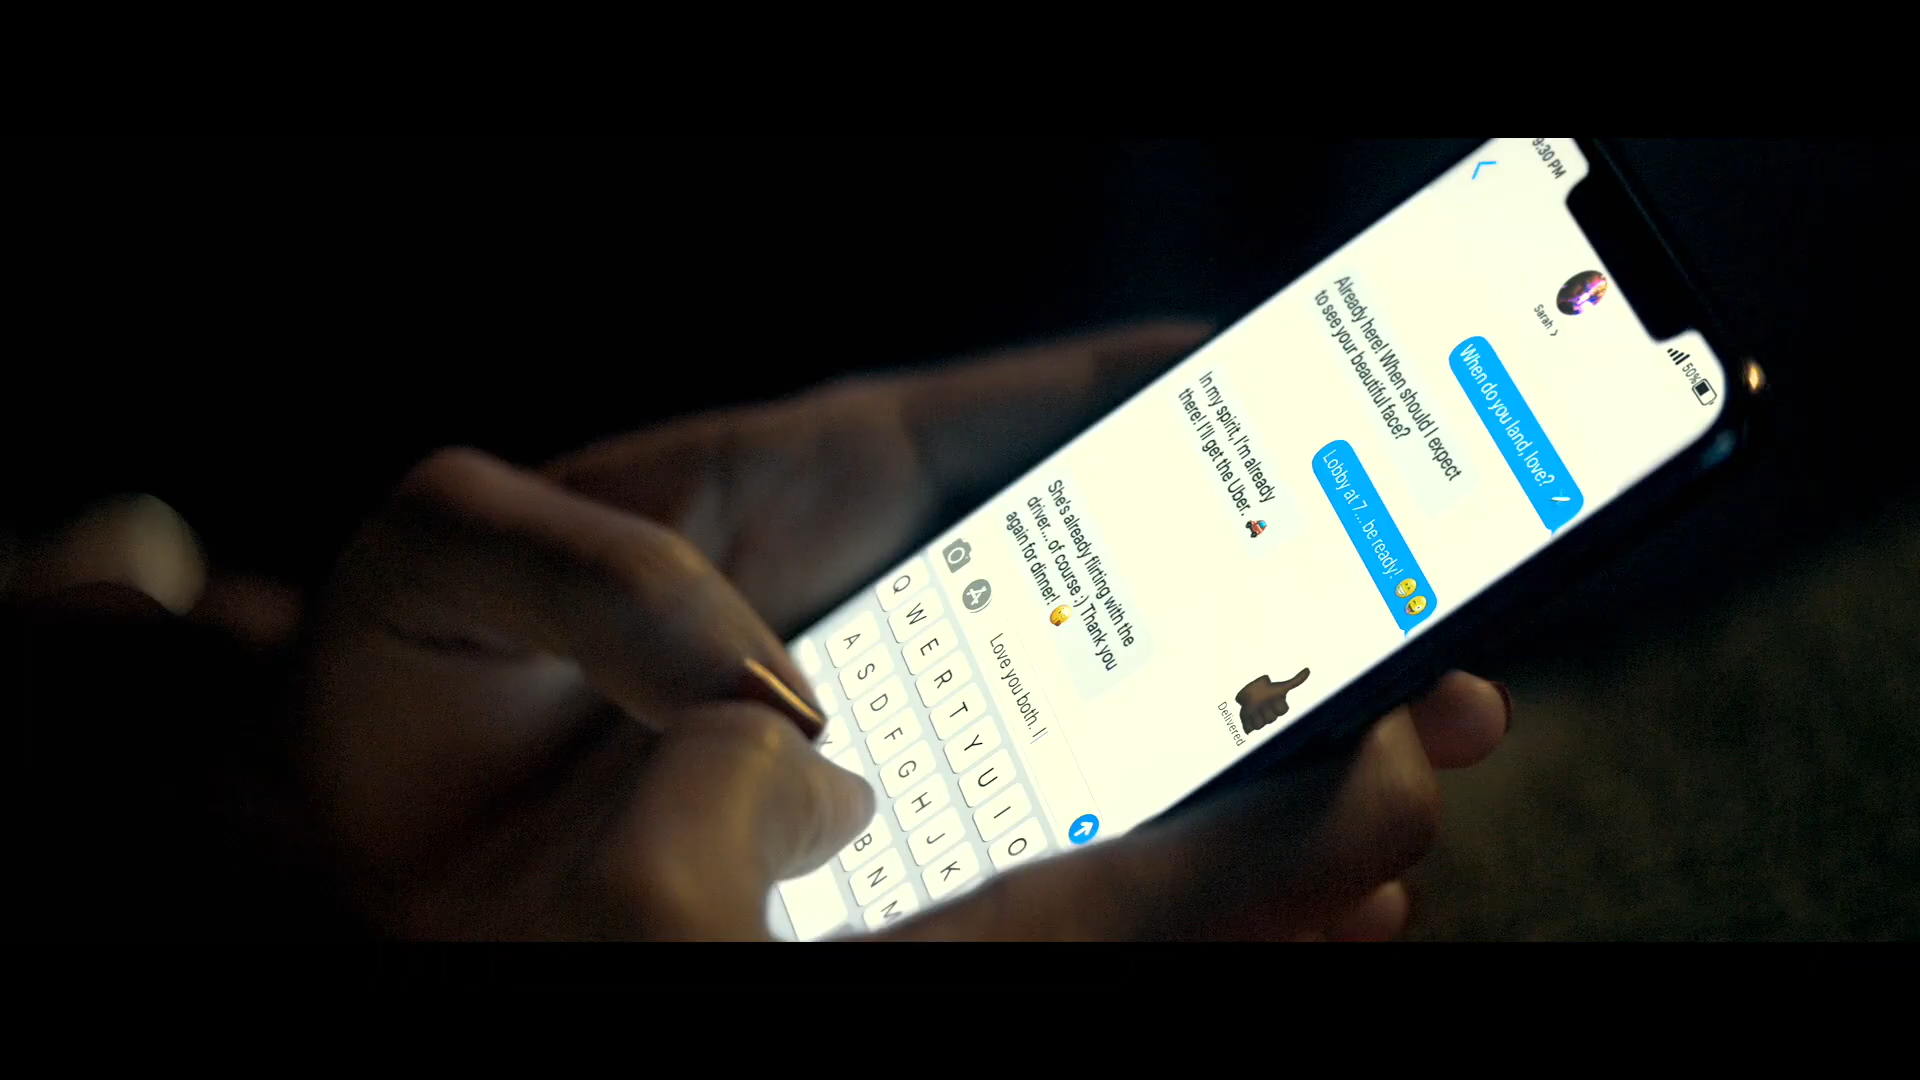 9:30 PM
50%
Sarah
When do you land, love?
Already here! When should I expect
to see your beautiful face?
Lobby at 7... be ready!
In my spirit, I'm already
there! I'll get the Uber.
Delivered
She's already flirting with the
driver... of course :) Thank you
again for dinner!
Love you both. I
Q W E R T Y U I O
A S D F G H J K
B N M